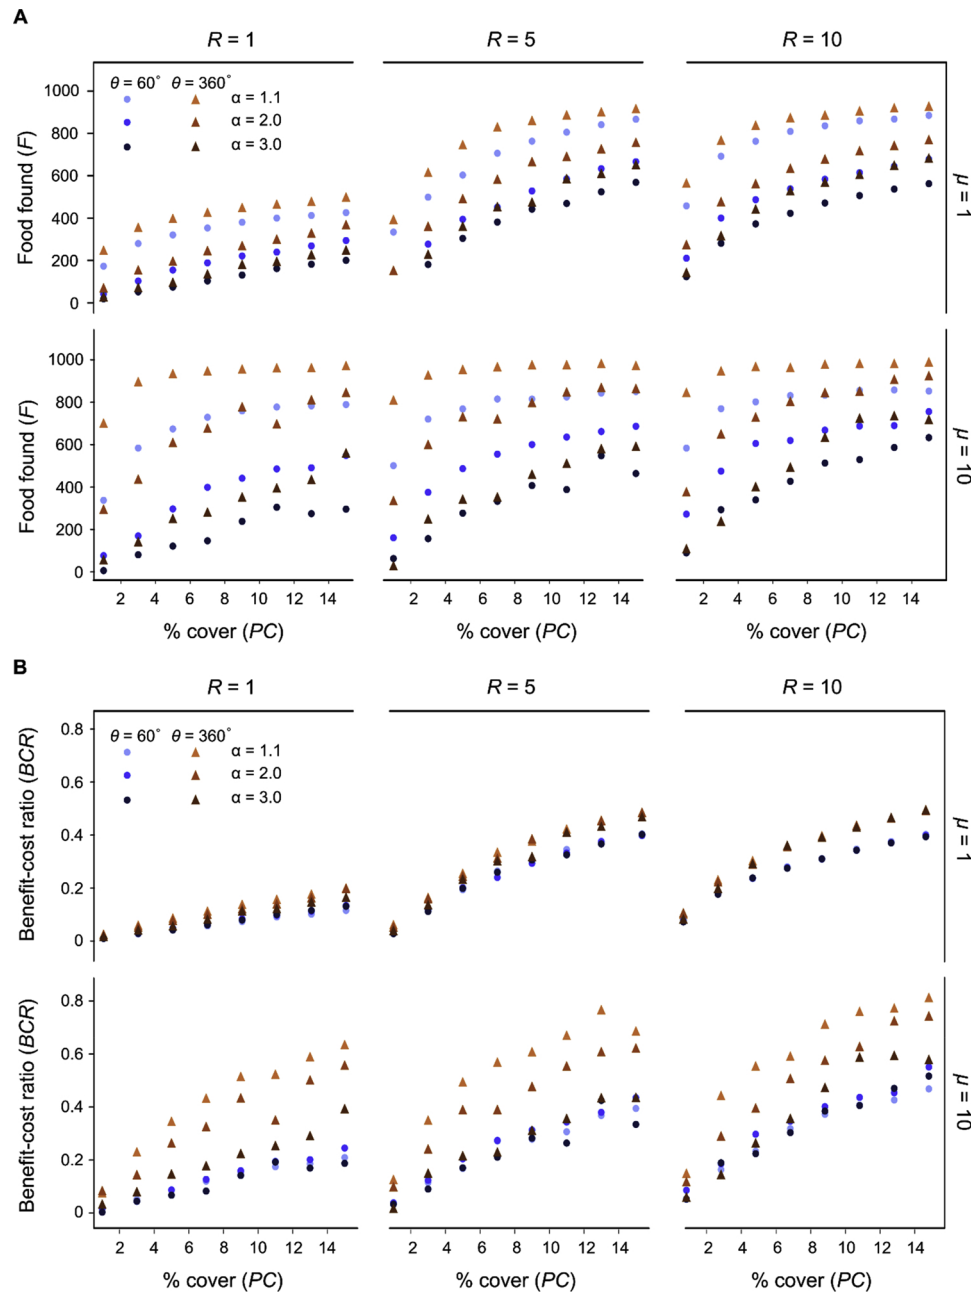 A
R = 1 R = 5 R = 10
θ = 60° θ = 360°
α = 1.1
α = 2.0
α = 3.0
1000
800
600
400
200
0
Food found (F)
μ = 1
1000
800
600
400
200
0
Food found (F)
μ = 10
2 4 6 8 10 12 14 2 4 6 8 10 12 14 2 4 6 8 10 12 14
% cover (PC) % cover (PC) % cover (PC)
B
R = 1 R = 5 R = 10
θ = 60° θ = 360°
α = 1.1
α = 2.0
α = 3.0
0.8
0.6
0.4
0.2
0
Benefit-cost ratio (BCR)
μ = 1
0.8
0.6
0.4
0.2
0
Benefit-cost ratio (BCR)
μ = 10
2 4 6 8 10 12 14 2 4 6 8 10 12 14 2 4 6 8 10 12 14
% cover (PC) % cover (PC) % cover (PC)